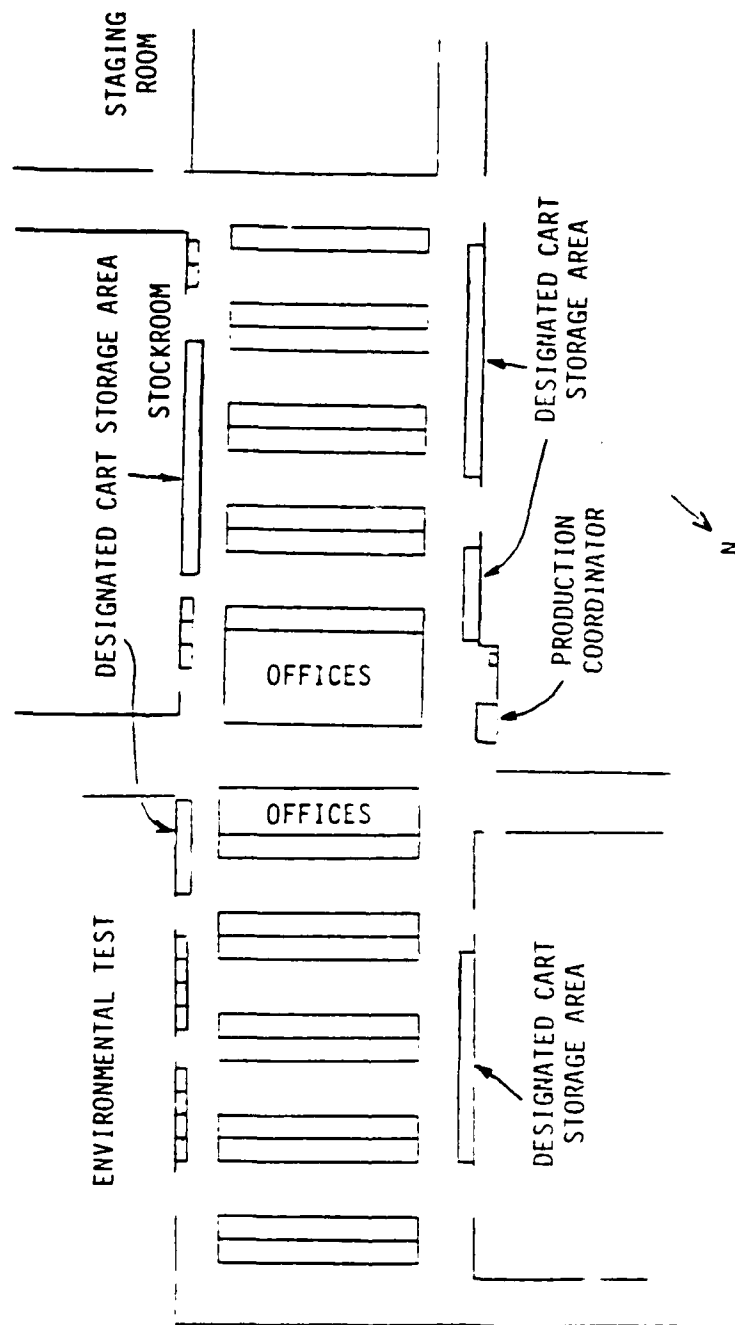 STAGING
ROOM
DESIGNATED CART STORAGE AREA
STOCKROOM
DESIGNATED CART
STORAGE AREA
OFFICES
PRODUCTION
COORDINATOR
N
OFFICES
ENVIRONMENTAL TEST
DESIGNATED CART
STORAGE AREA